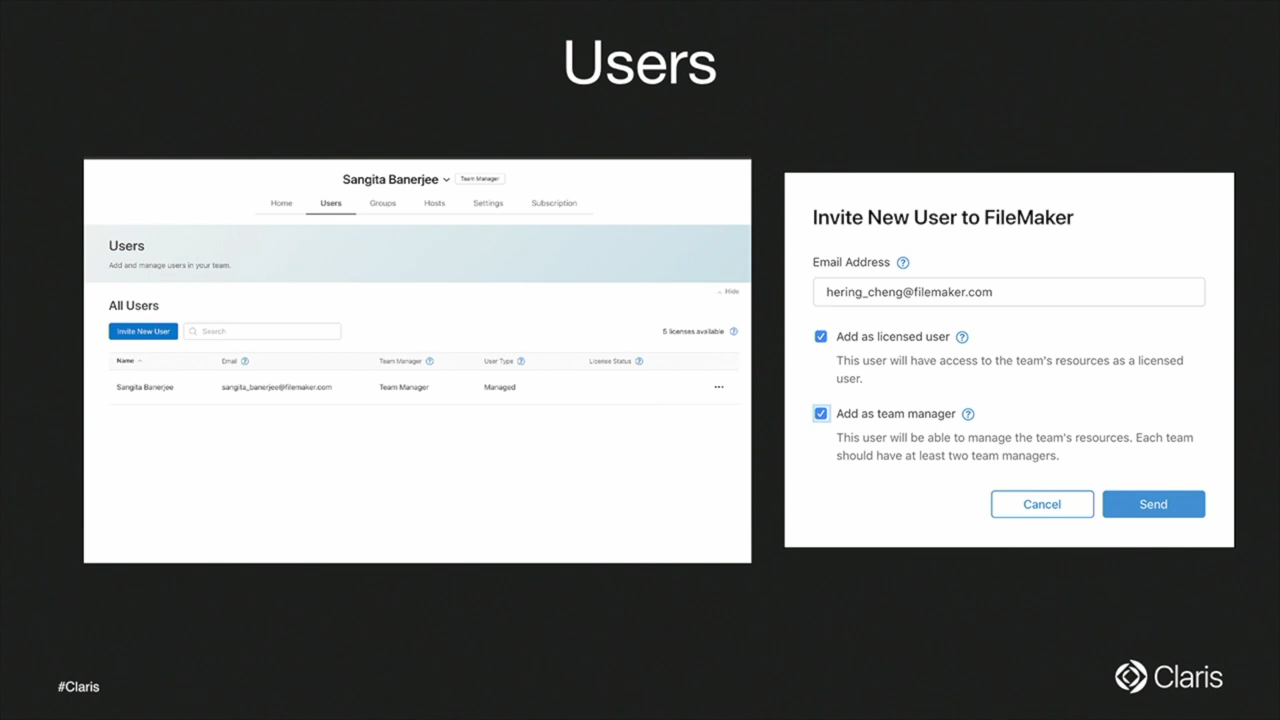 Users
Sangita Banerjee Team Manager
Home Users Groups Hosts Settings Subscription
Users
Add and manage users in your team.
Hide
All Users
Invite New User Search 5 licenses available ?
Name Email ? Team Manager ? User Type ? License Status ?
Sangita Banerjee sangita_banerjee@filemaker.com Team Manager Managed •••
Invite New User to FileMaker
Email Address ?
hering_cheng@filemaker.com
Add as licensed user ?
This user will have access to the team's resources as a licensed
user.
Add as team manager ?
This user will be able to manage the team's resources. Each team
should have at least two team managers.
Cancel Send
#Claris
Claris